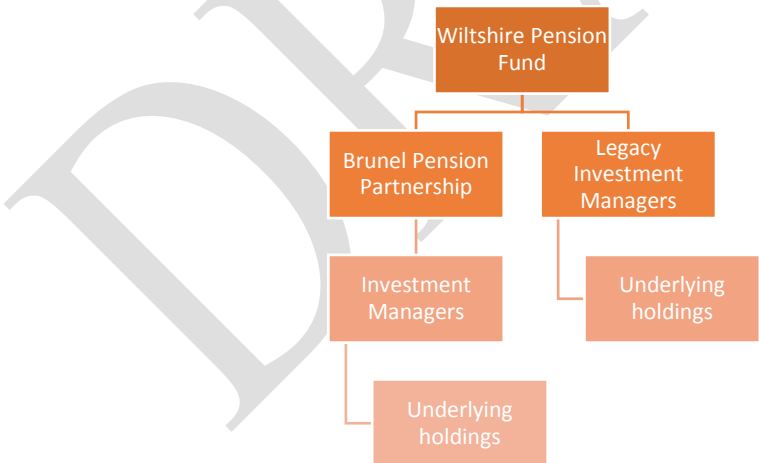 Wiltshire Pension
Fund
Brunel Pension
Partnership
Legacy
Investment
Managers
Investment
Managers
Underlying
holdings
Underlying
holdings